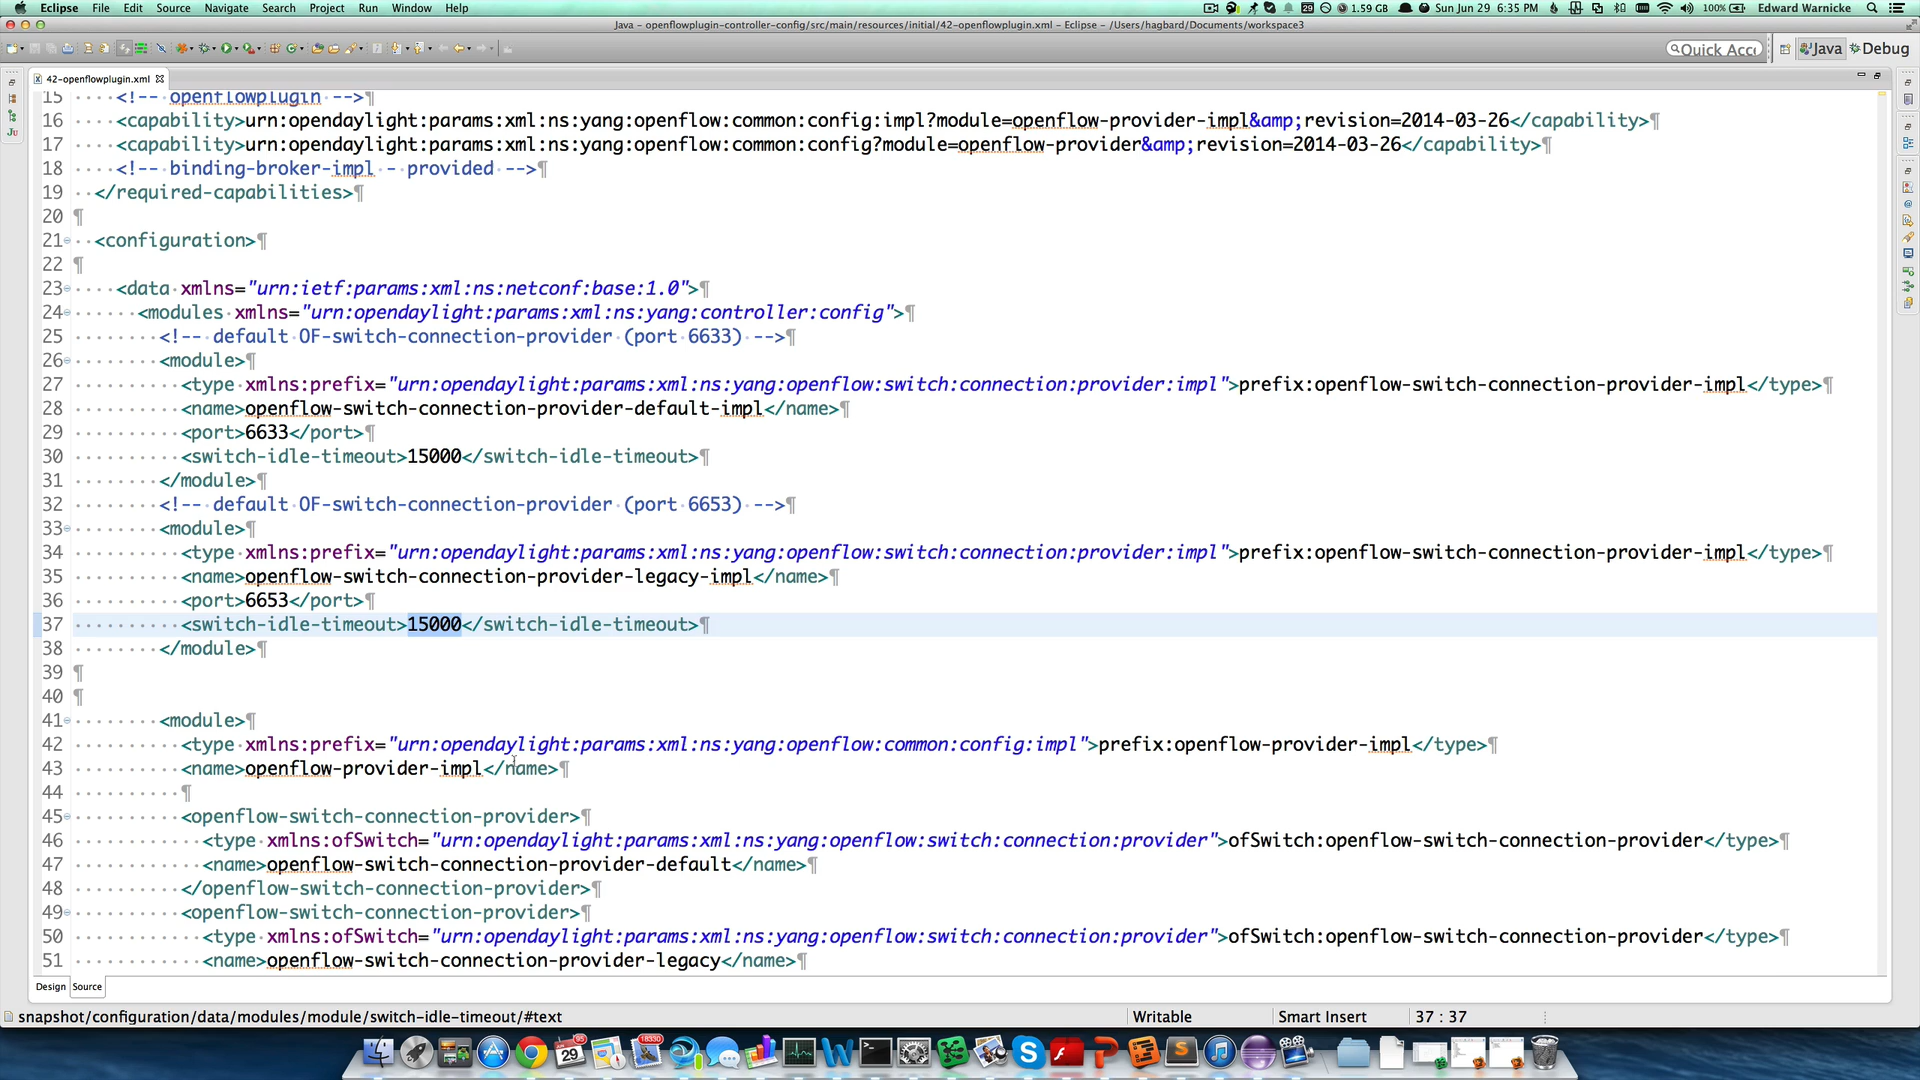 Eclipse File Edit Source Navigate Search Project Run Window Help 29 1.59 GB Sun Jun 29 6:35 PM 100% Edward Warnicke
Java - openflowplugin-controller-config/src/main/resources/initial/42-openflowplugin.xml - Eclipse - /Users/hagbard/Documents/workspace3
Quick Acc Java Debug
42-openflowplugin.xml
15 ····<!-- openflowplugin -->¶
16 ····<capability>urn:opendaylight:params:xml:ns:yang:openflow:common:config:impl?module=openflow-provider-impl&amp;revision=2014-03-26</capability>¶
17 ····<capability>urn:opendaylight:params:xml:ns:yang:openflow:common:config?module=openflow-provider&amp;revision=2014-03-26</capability>¶
18 ····<!-- binding-broker-impl - provided -->¶
19 ··</required-capabilities>¶
20 ¶
21 ··<configuration>¶
22 ¶
23 ····<data xmlns="urn:ietf:params:xml:ns:netconf:base:1.0">¶
24 ······<modules xmlns="urn:opendaylight:params:xml:ns:yang:controller:config">¶
25 ········<!-- default OF-switch-connection-provider (port 6633) -->¶
26 ········<module>¶
27 ··········<type xmlns:prefix="urn:opendaylight:params:xml:ns:yang:openflow:switch:connection:provider:impl">prefix:openflow-switch-connection-provider-impl</type>¶
28 ··········<name>openflow-switch-connection-provider-default-impl</name>¶
29 ··········<port>6633</port>¶
30 ··········<switch-idle-timeout>15000</switch-idle-timeout>¶
31 ········</module>¶
32 ········<!-- default OF-switch-connection-provider (port 6653) -->¶
33 ········<module>¶
34 ··········<type xmlns:prefix="urn:opendaylight:params:xml:ns:yang:openflow:switch:connection:provider:impl">prefix:openflow-switch-connection-provider-impl</type>¶
35 ··········<name>openflow-switch-connection-provider-legacy-impl</name>¶
36 ··········<port>6653</port>¶
37 ··········<switch-idle-timeout>15000</switch-idle-timeout>¶
38 ········</module>¶
39 ¶
40 ¶
41 ········<module>¶
42 ··········<type xmlns:prefix="urn:opendaylight:params:xml:ns:yang:openflow:common:config:impl">prefix:openflow-provider-impl</type>¶
43 ··········<name>openflow-provider-impl</name>¶
44 ··········¶
45 ··········<openflow-switch-connection-provider>¶
46 ············<type xmlns:ofSwitch="urn:opendaylight:params:xml:ns:yang:openflow:switch:connection:provider">ofSwitch:openflow-switch-connection-provider</type>¶
47 ············<name>openflow-switch-connection-provider-default</name>¶
48 ··········</openflow-switch-connection-provider>¶
49 ··········<openflow-switch-connection-provider>¶
50 ············<type xmlns:ofSwitch="urn:opendaylight:params:xml:ns:yang:openflow:switch:connection:provider">ofSwitch:openflow-switch-connection-provider</type>¶
51 ············<name>openflow-switch-connection-provider-legacy</name>¶
Design Source
snapshot/configuration/data/modules/module/switch-idle-timeout/#text Writable Smart Insert 37 : 37